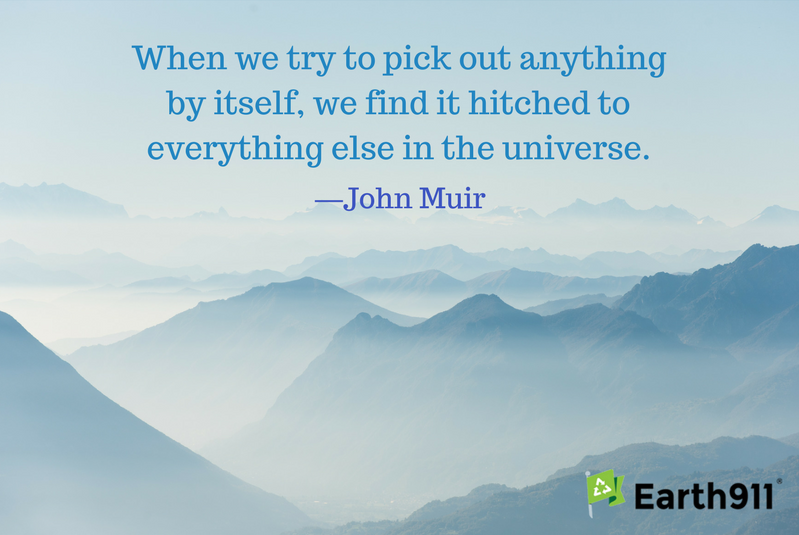 When we try to pick out anything
by itself, we find it hitched to
everything else in the universe.
—John Muir
Earth911®